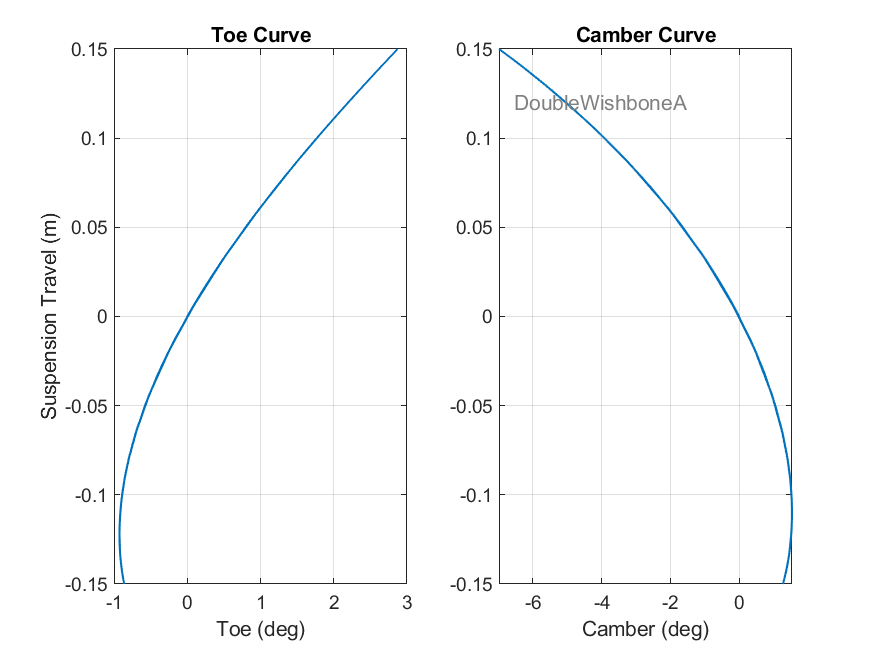 Toe Curve
0.15
0.1
0.05
0
-0.05
-0.1
-0.15
Suspension Travel (m)
-1 0 1 2 3
Toe (deg)
Camber Curve
DoubleWishboneA
0.15
0.1
0.05
0
-0.05
-0.1
-0.15
-6 -4 -2 0
Camber (deg)